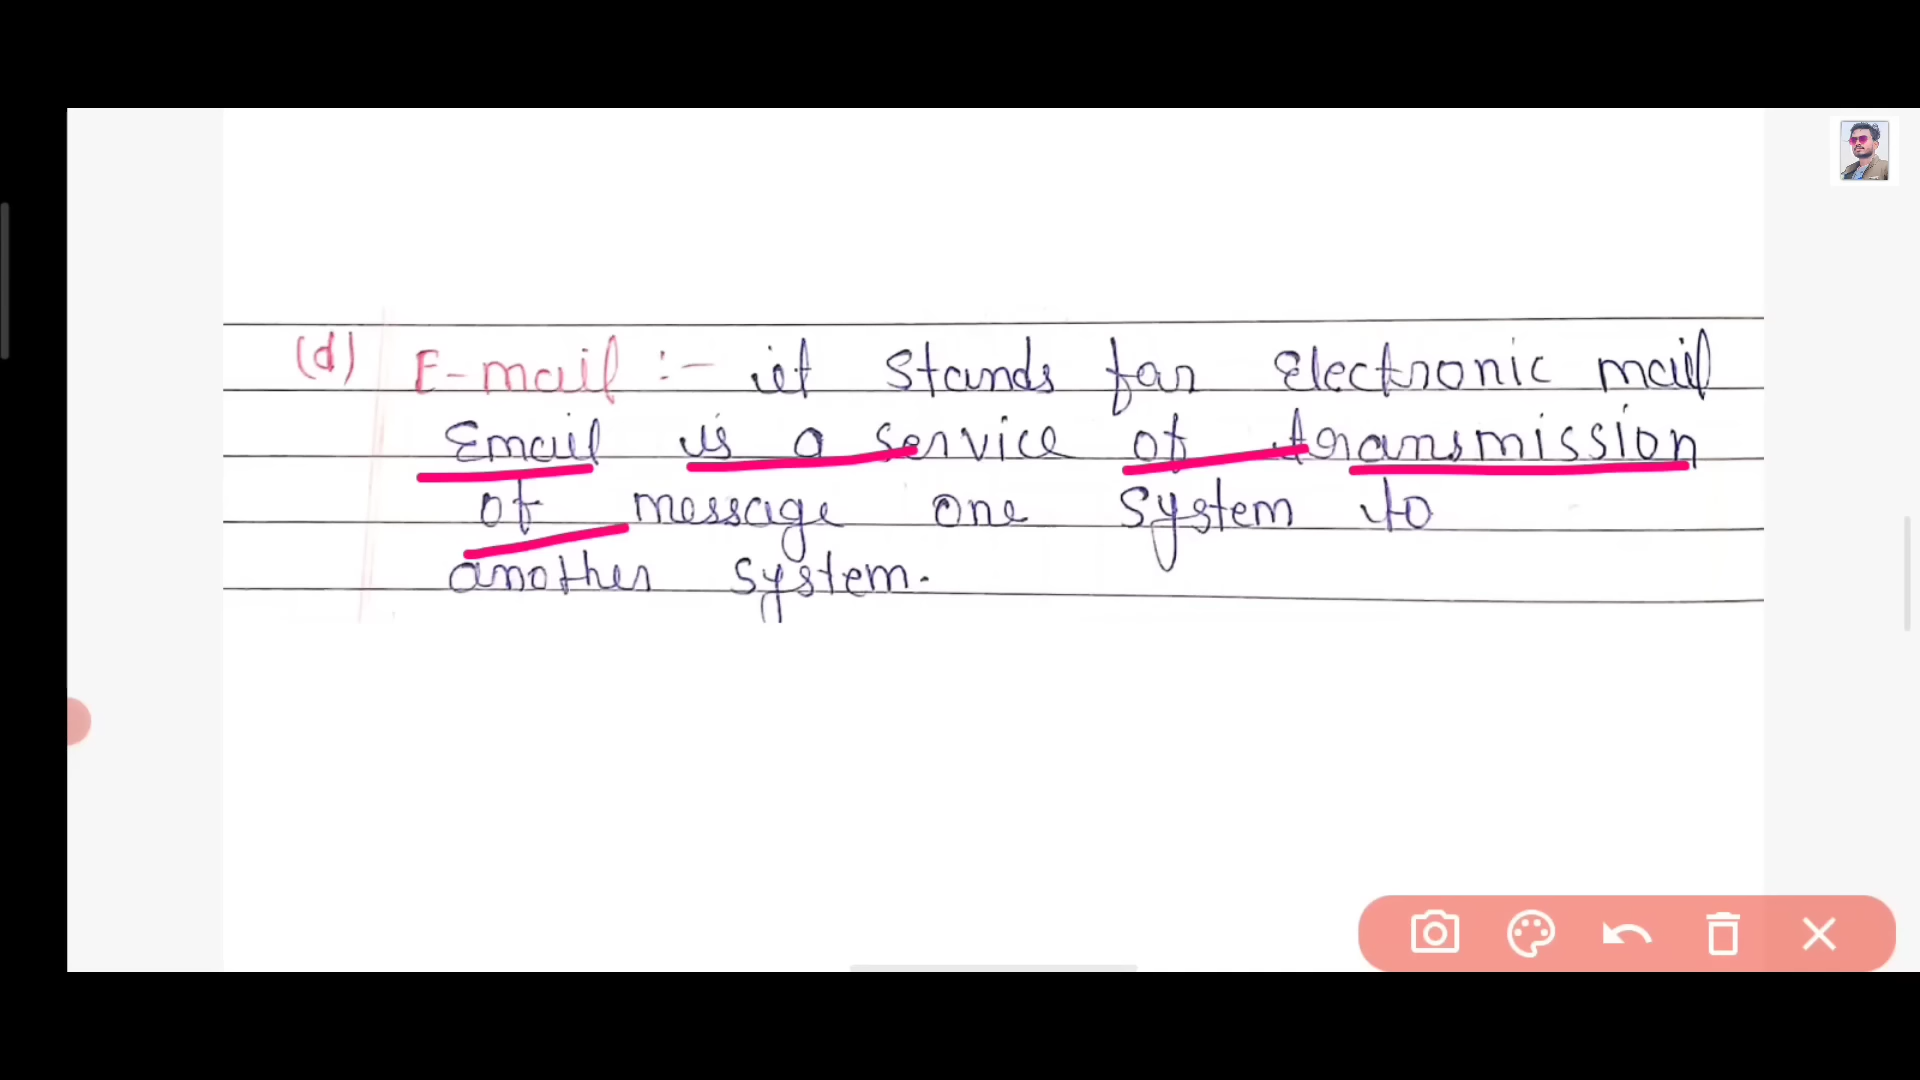 (d) E-mail :- it stands for Electronic mail
Email is a service of transmission
of message one system to
another system.